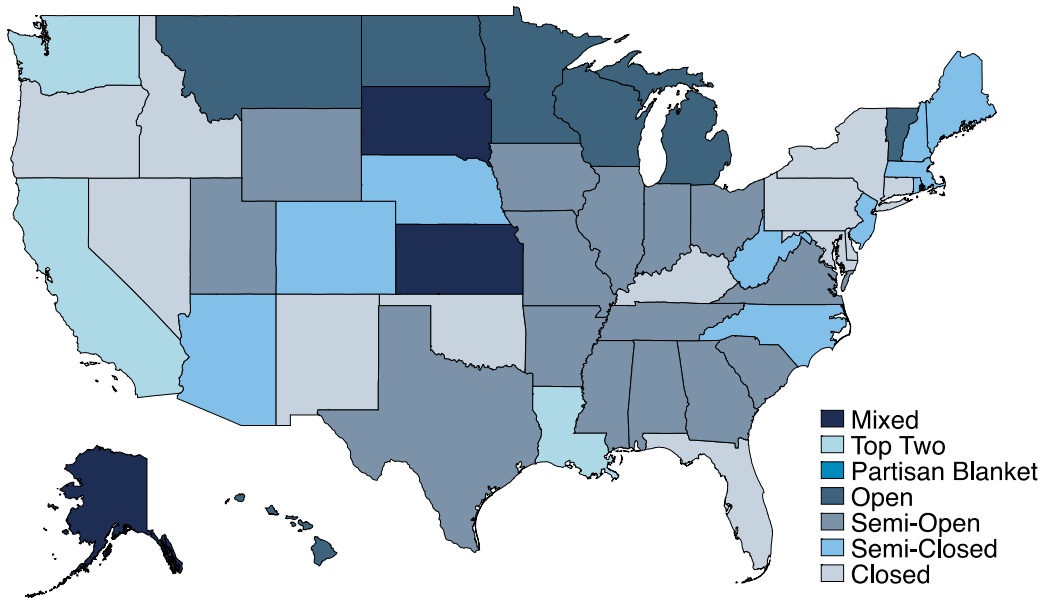 Mixed
Top Two
Partisan Blanket
Open
Semi-Open
Semi-Closed
Closed